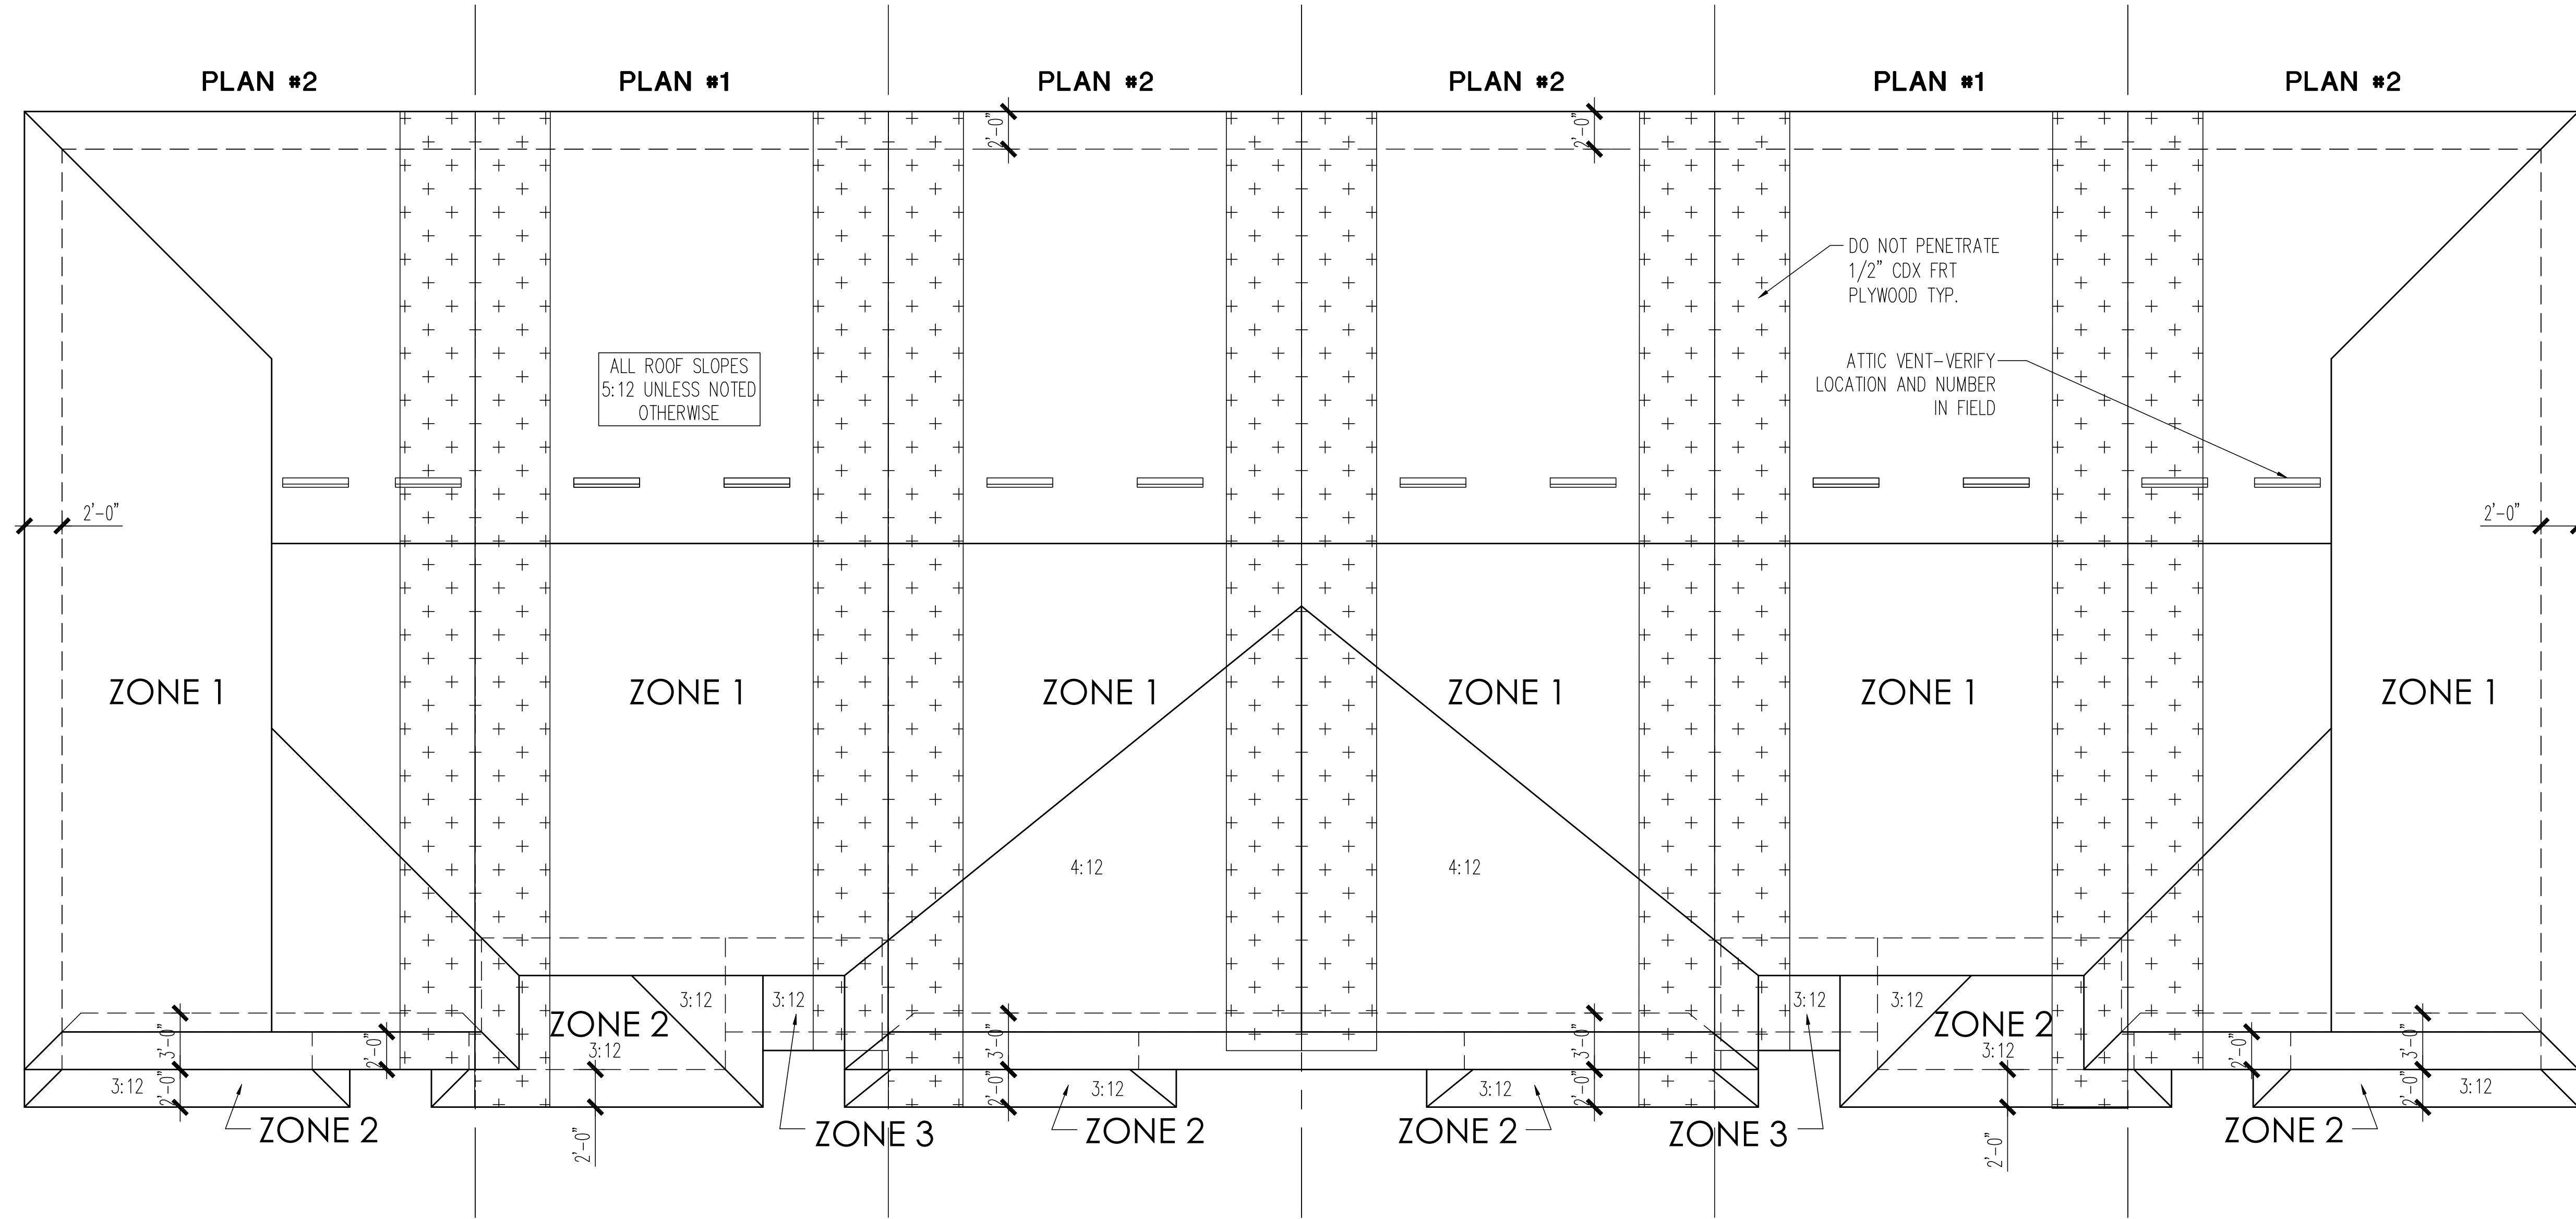 PLAN #2
PLAN #1
PLAN #2
PLAN #2
PLAN #1
PLAN #2
2'-0"
2'-0"
DO NOT PENETRATE
1/2" CDX FRT
PLYWOOD TYP.
ALL ROOF SLOPES
5:12 UNLESS NOTED
OTHERWISE
ATTIC VENT-VERIFY
LOCATION AND NUMBER
IN FIELD
2'-0"
2'-0"
ZONE 1
ZONE 1
ZONE 1
ZONE 1
ZONE 1
ZONE 1
4:12
4:12
3:12
3:12
3:12
3:12
ZONE 2
ZONE 2
3'-0"
2'-0"
3:12
3'-0"
3'-0"
3:12
2'-0"
3'-0"
3:12
2'-0"
2'-0"
3:12
3:12
2'-0"
2'-0"
3:12
ZONE 2
ZONE 3
ZONE 2
ZONE 2
ZONE 3
ZONE 2
2'-0"
2'-0"